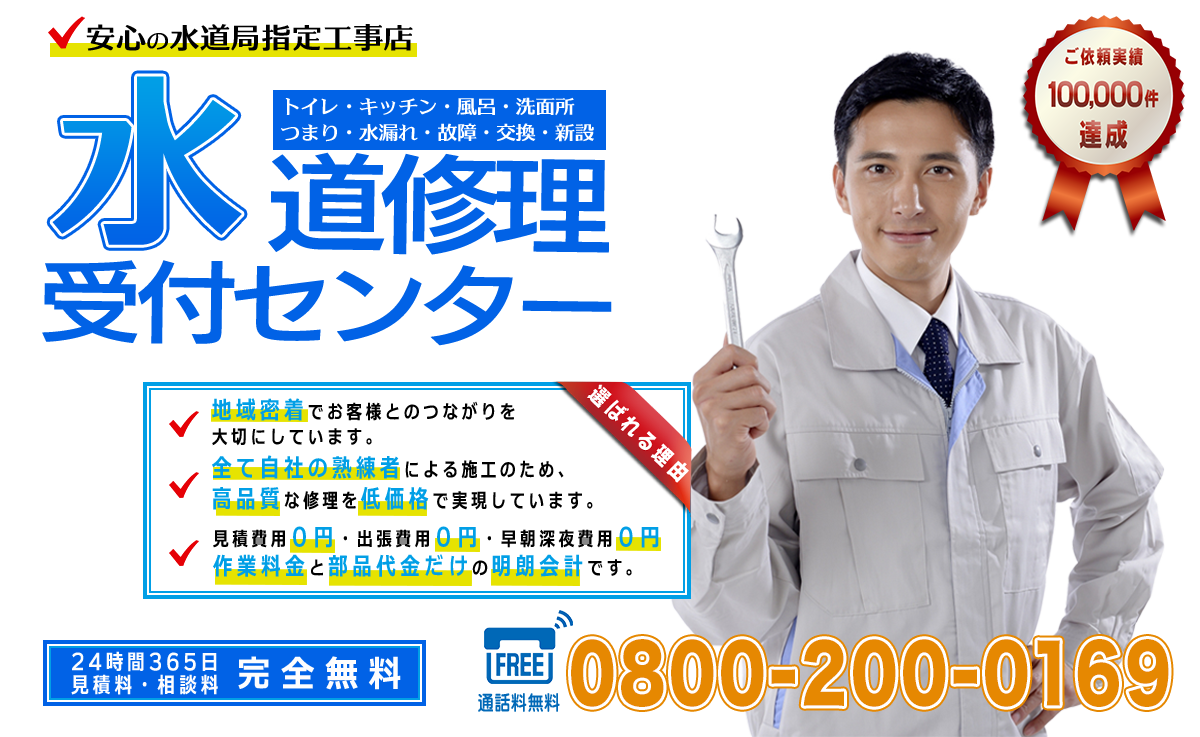 安心の水道局指定工事店
トイレ・キッチン・風呂・洗面所
つまり・水漏れ・故障・交換・新設
水道修理
受付センター
ご依頼実績
100,000件
達成
選ばれる理由
地域密着でお客様とのつながりを
大切にしています。
全て自社の熟練者による施工のため、
高品質な修理を低価格で実現しています。
見積費用0円・出張費用0円・早朝深夜費用0円
作業料金と部品代金だけの明朗会計です。
24時間365日
見積料・相談料
完全無料
FREE
通話料無料
0800-200-0169